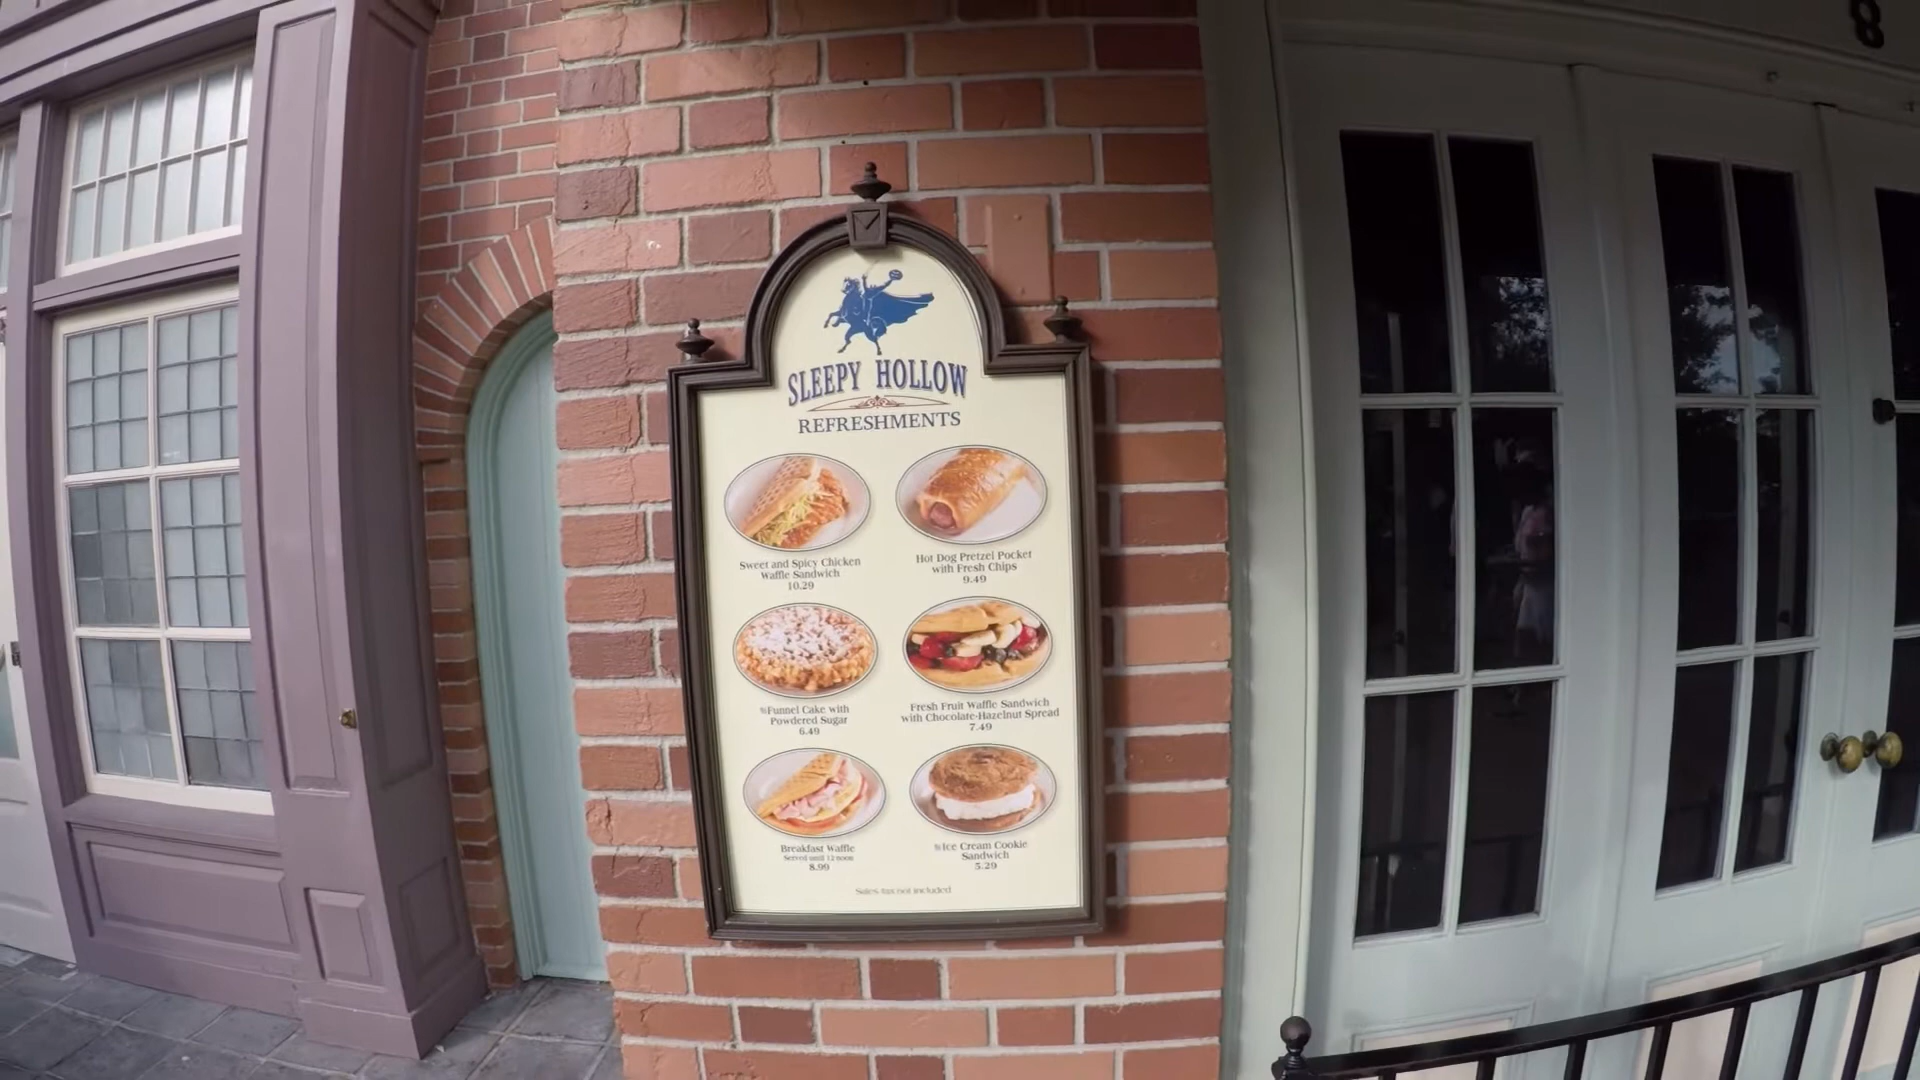 8
SLEEPY HOLLOW
REFRESHMENTS
Sweet and Spicy Chicken
Waffle Sandwich
10.29
Hot Dog Pretzel Pocket
with Fresh Chips
9.49
Funnel Cake with
Powdered Sugar
6.49
Fresh Fruit Waffle Sandwich
with Chocolate-Hazelnut Spread
7.49
Breakfast Waffle
Served until 12 noon
8.99
Ice Cream Cookie
Sandwich
5.29
Sales tax not included